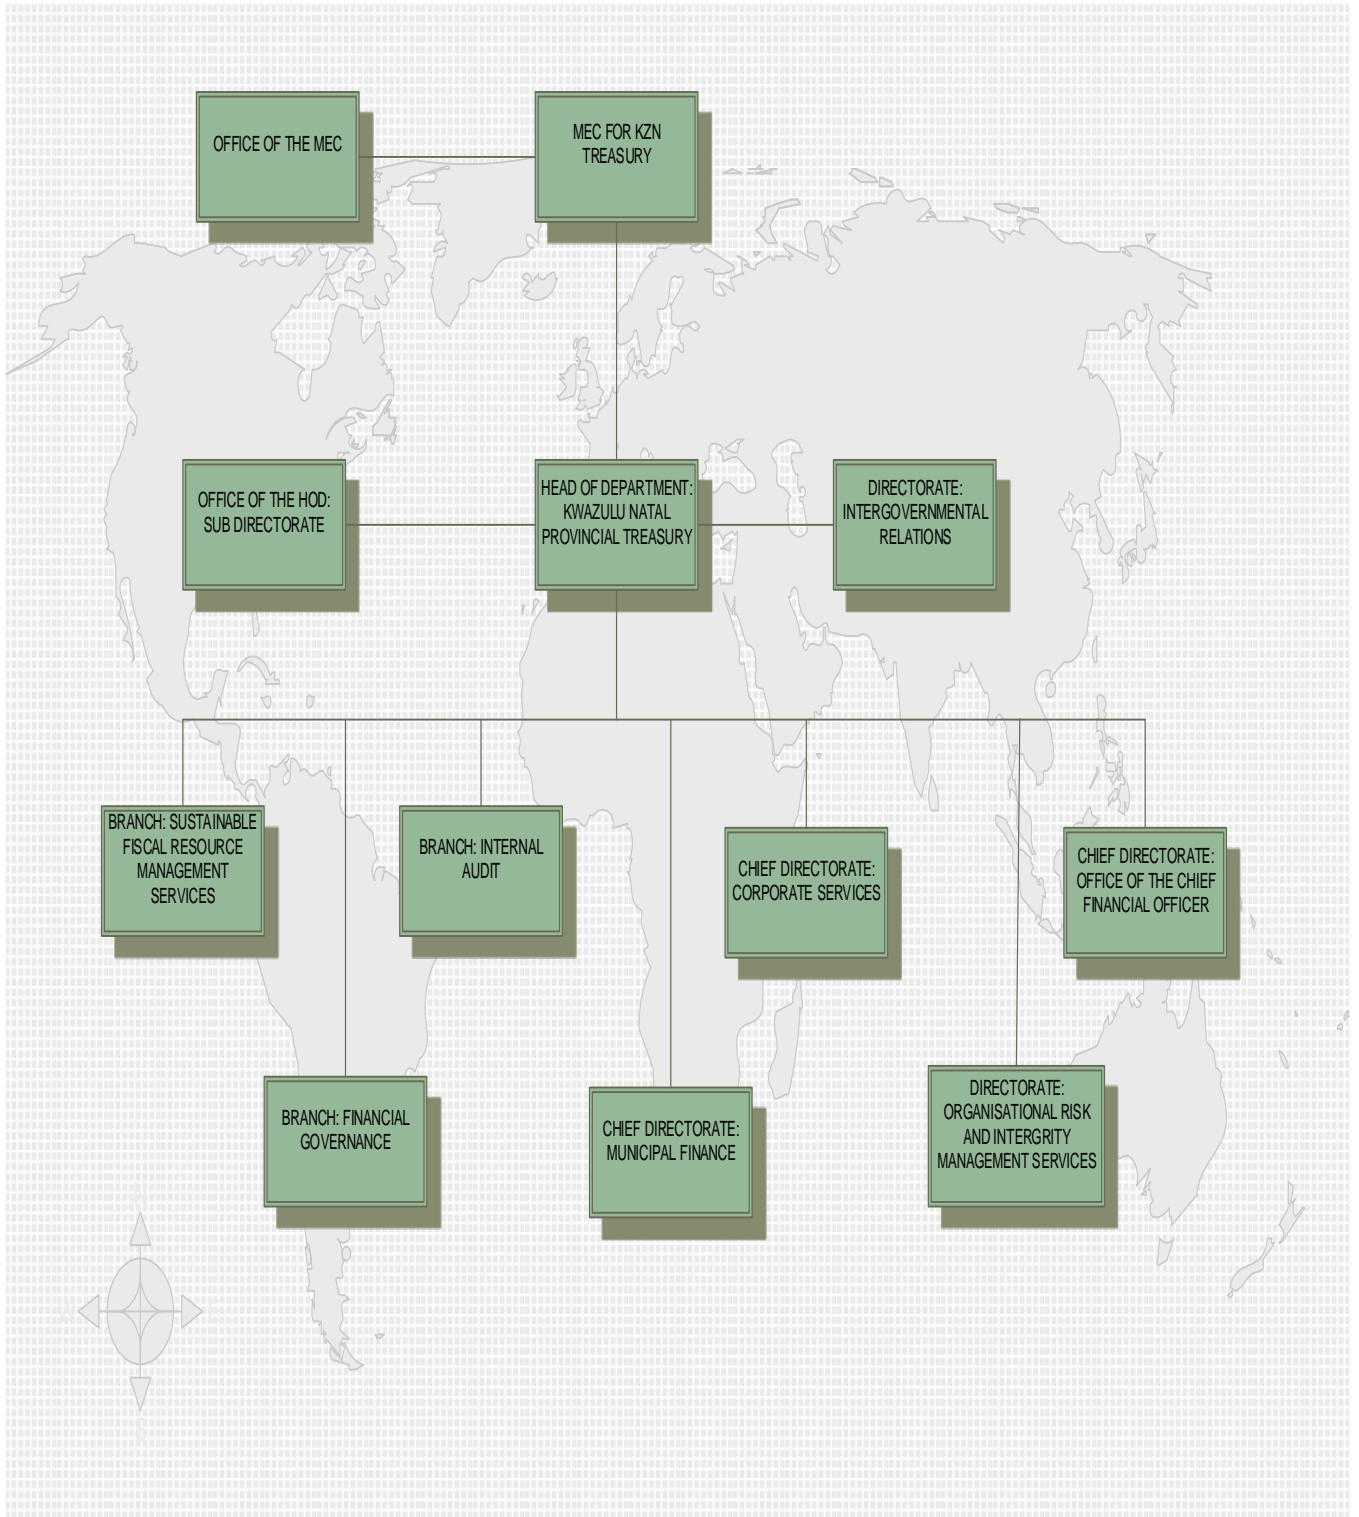 OFFICE OF THE MEC
MEC FOR KZN
TREASURY
OFFICE OF THE HOD:
SUB DIRECTORATE
HEAD OF DEPARTMENT:
KWAZULU NATAL
PROVINCIAL TREASURY
DIRECTORATE:
INTERGOVERNMENTAL
RELATIONS
BRANCH: SUSTAINABLE
FISCAL RESOURCE
MANAGEMENT
SERVICES
BRANCH: INTERNAL
AUDIT
CHIEF DIRECTORATE:
CORPORATE SERVICES
CHIEF DIRECTORATE:
OFFICE OF THE CHIEF
FINANCIAL OFFICER
BRANCH: FINANCIAL
GOVERNANCE
CHIEF DIRECTORATE:
MUNICIPAL FINANCE
DIRECTORATE:
ORGANISATIONAL RISK
AND INTERGRITY
MANAGEMENT SERVICES